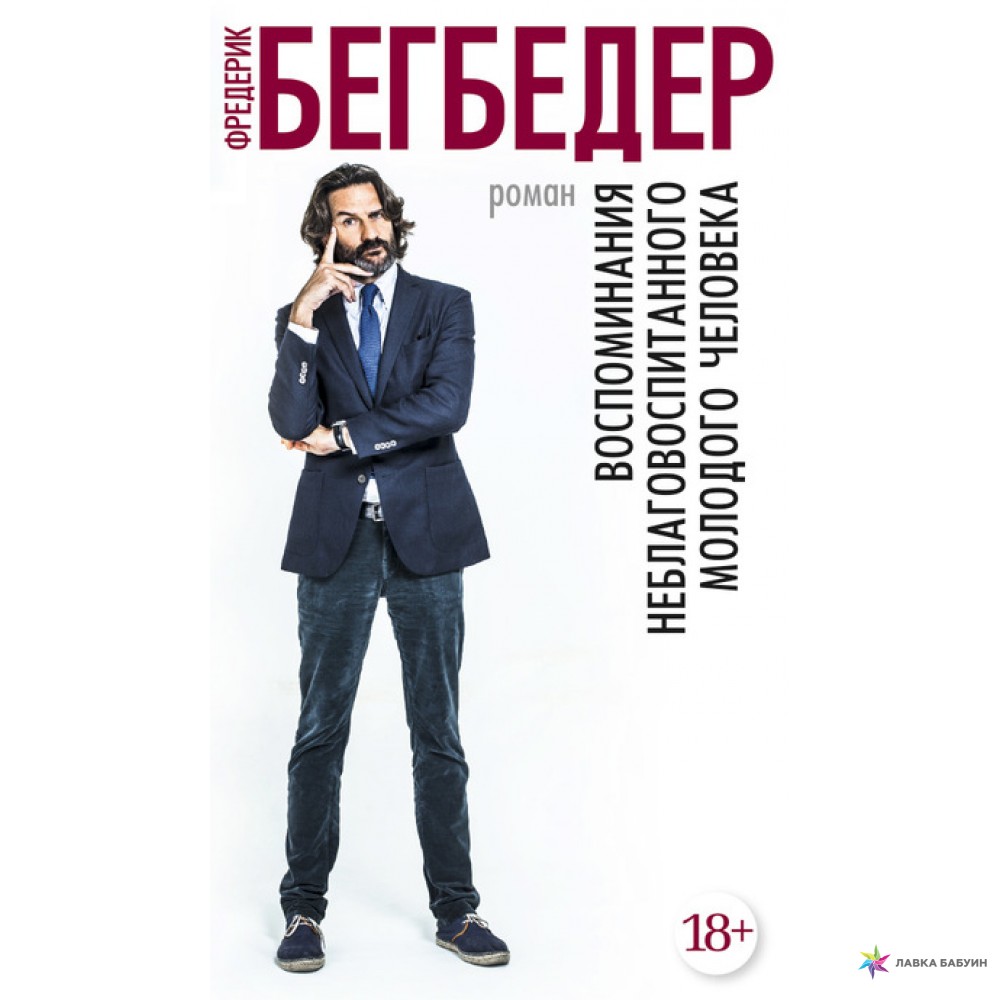 ФРЕДЕРИК
БЕГБЕДЕР
роман
ВОСПОМИНАНИЯ
НЕБЛАГОВОСПИТАННОГО
МОЛОДОГО ЧЕЛОВЕКА
18+
ЛАВКА БАБУИН